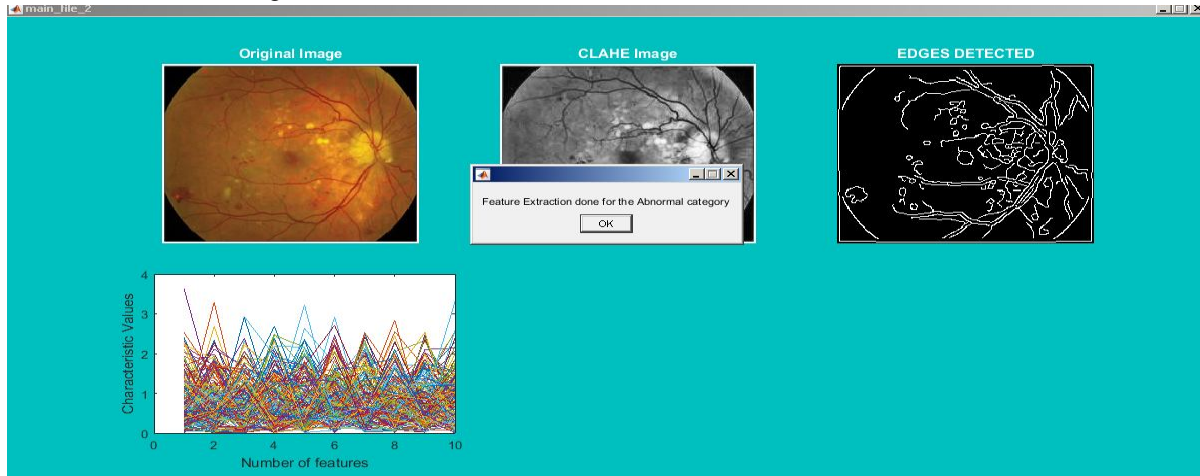 main_file_2
Original Image
CLAHE Image
EDGES DETECTED
Feature Extraction done for the Abnormal category
OK
4
3
2
1
0
Characteristic Values
0 2 4 6 8 10
Number of features